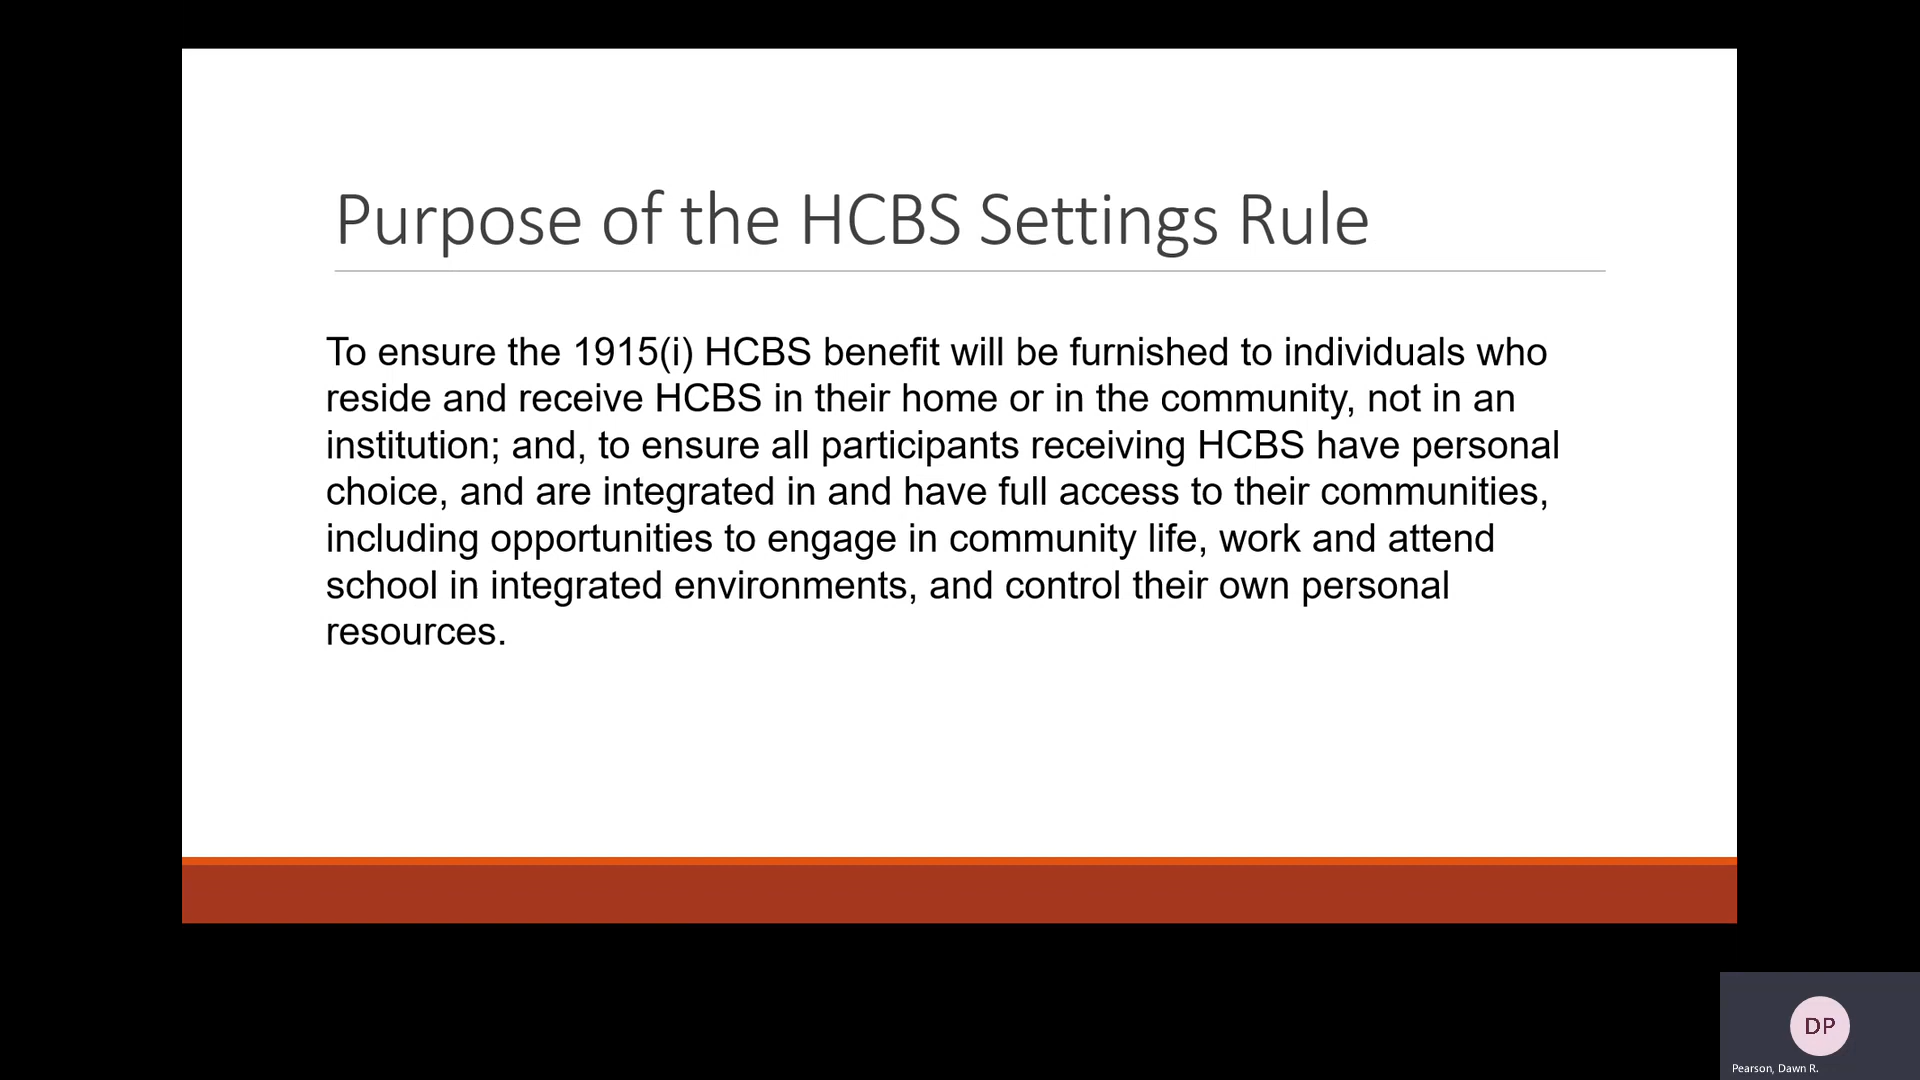 Purpose of the HCBS Settings Rule
To ensure the 1915(i) HCBS benefit will be furnished to individuals who
reside and receive HCBS in their home or in the community, not in an
institution; and, to ensure all participants receiving HCBS have personal
choice, and are integrated in and have full access to their communities,
including opportunities to engage in community life, work and attend
school in integrated environments, and control their own personal
resources.
DP
Pearson, Dawn R.